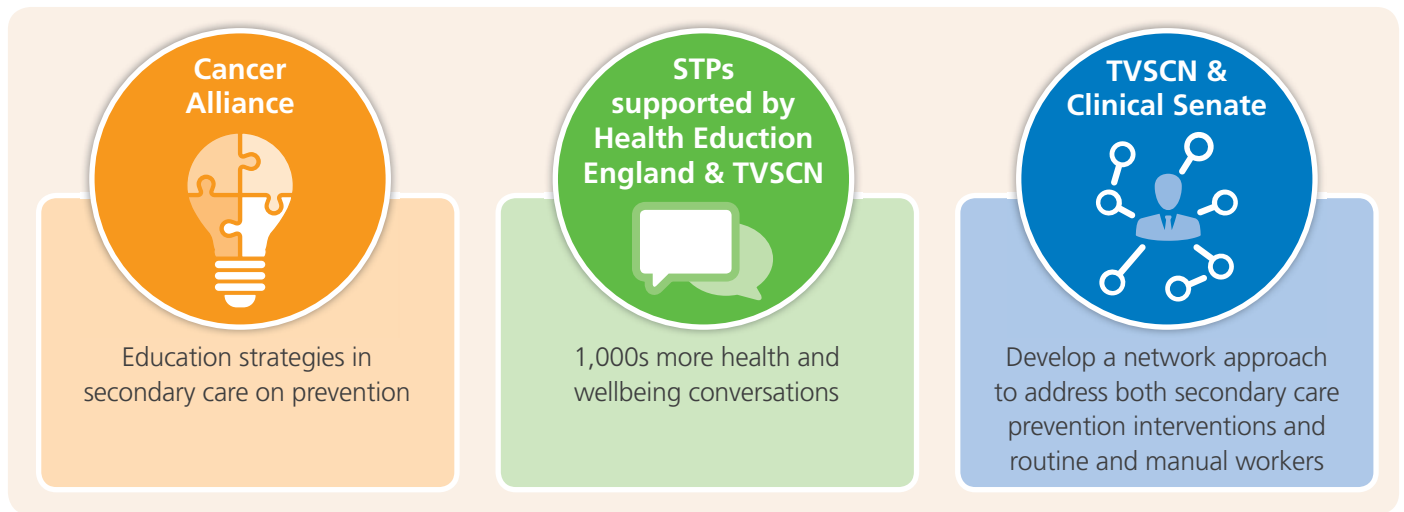 Cancer
Alliance
Education strategies in
secondary care on prevention
STPs
supported by
Health Eduction
England & TVSCN
1,000s more health and
wellbeing conversations
TVSCN &
Clinical Senate
Develop a network approach
to address both secondary care
prevention interventions and
routine and manual workers